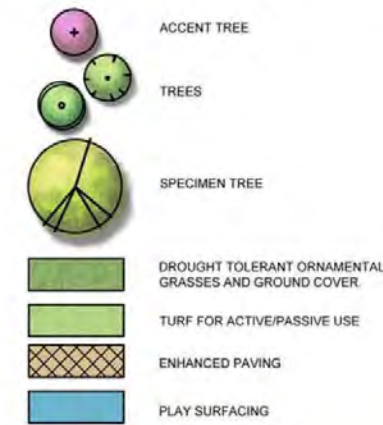 ACCENT TREE
TREES
SPECIMEN TREE
DROUGHT TOLERANT ORNAMENTAL
GRASSES AND GROUND COVER
TURF FOR ACTIVE/PASSIVE USE
ENHANCED PAVING
PLAY SURFACING